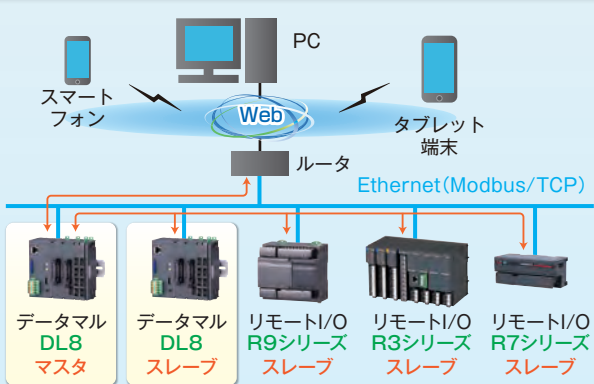 PC
スマート
フォン
Web
タブレット
端末
ルータ
Ethernet(Modbus/TCP)
データマル
DL8
マスタ
データマル
DL8
スレーブ
リモートI/O
R9シリーズ
スレーブ
リモートI/O
R3シリーズ
スレーブ
リモートI/O
R7シリーズ
スレーブ